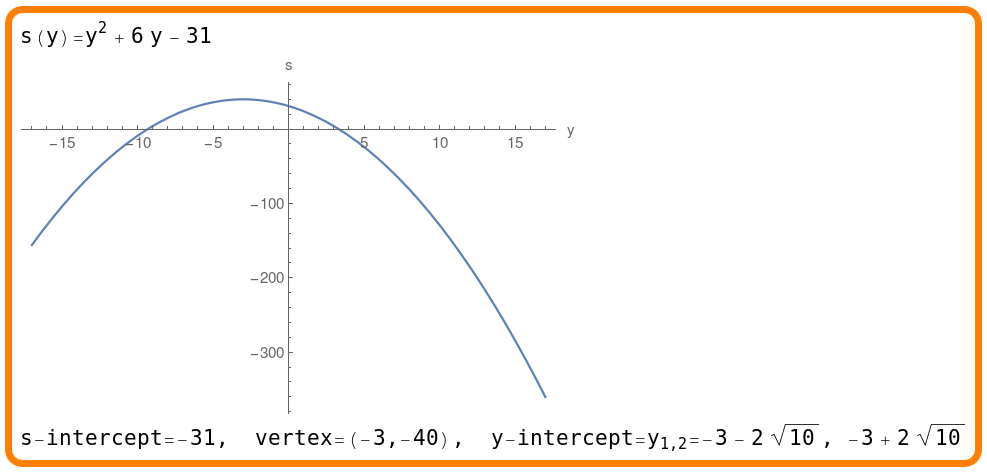 s(y)=y² + 6 y − 31
s
y
−15 −10 −5 5 10 15
−100
−200
−300
s−intercept=−31, vertex=(−3,−40), y−intercept=y₁,₂=−3 − 2 √10, −3 + 2 √10